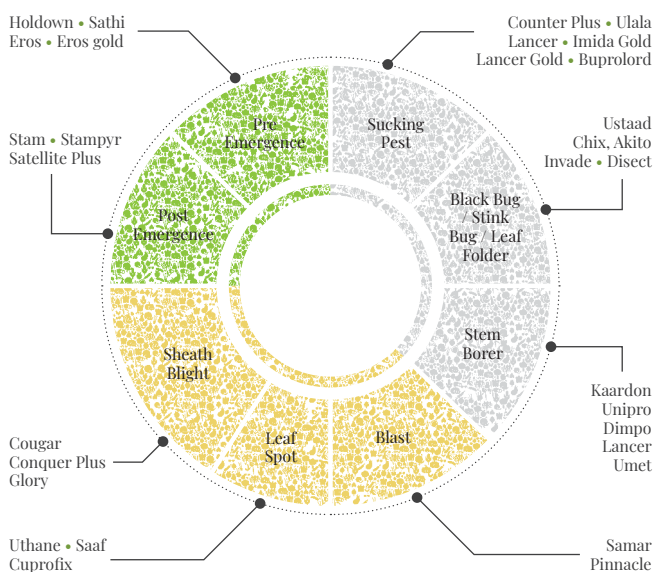 Holdown • Sathi
Eros • Eros gold
Counter Plus • Ulala
Lancer • Imida Gold
Lancer Gold • Buprolord
Stam • Stampyr
Satellite Plus
Ustaad
Chix, Akito
Invade • Disect
Pre
Emergence
Sucking
Pest
Post
Emergence
Black Bug
/ Stink
Bug / Leaf
Folder
Sheath
Blight
Stem
Borer
Leaf
Spot
Blast
Kaardon
Unipro
Dimpo
Lancer
Umet
Cougar
Conquer Plus
Glory
Uthane • Saaf
Cuprofix
Samar
Pinnacle